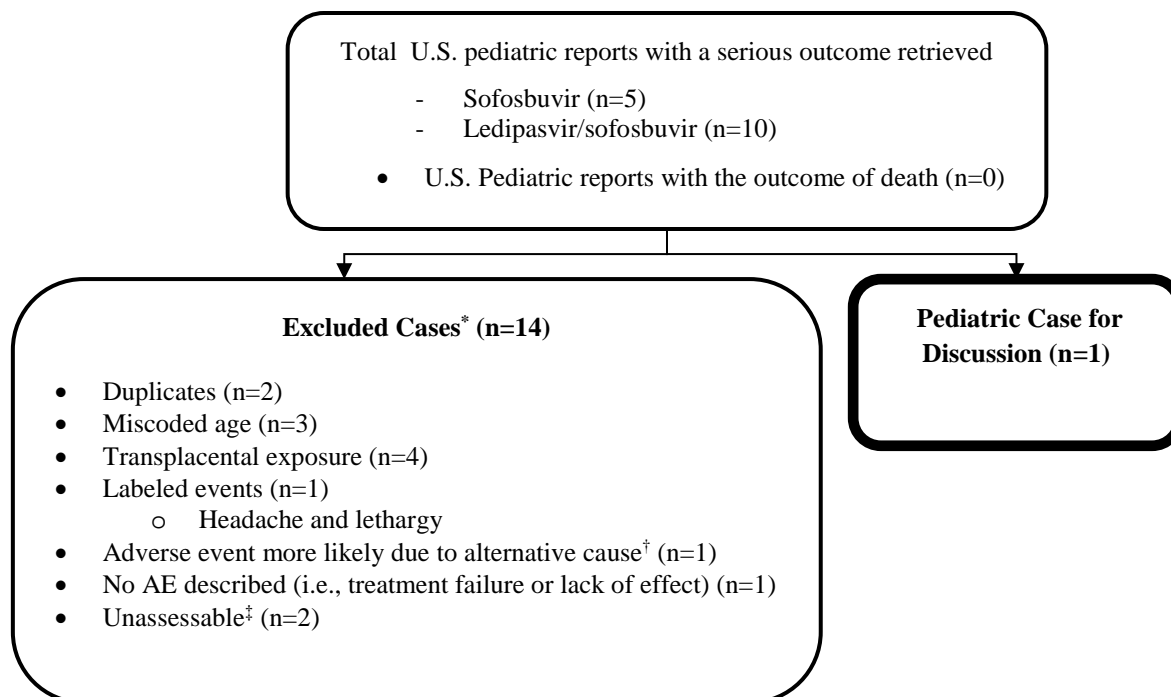 Total U.S. pediatric reports with a serious outcome retrieved
- Sofosbuvir (n=5)
- Ledipasvir/sofosbuvir (n=10)
• U.S. Pediatric reports with the outcome of death (n=0)
Excluded Cases* (n=14)
• Duplicates (n=2)
• Miscoded age (n=3)
• Transplacental exposure (n=4)
• Labeled events (n=1)
o Headache and lethargy
• Adverse event more likely due to alternative cause† (n=1)
• No AE described (i.e., treatment failure or lack of effect) (n=1)
• Unassessable‡ (n=2)
Pediatric Case for
Discussion (n=1)